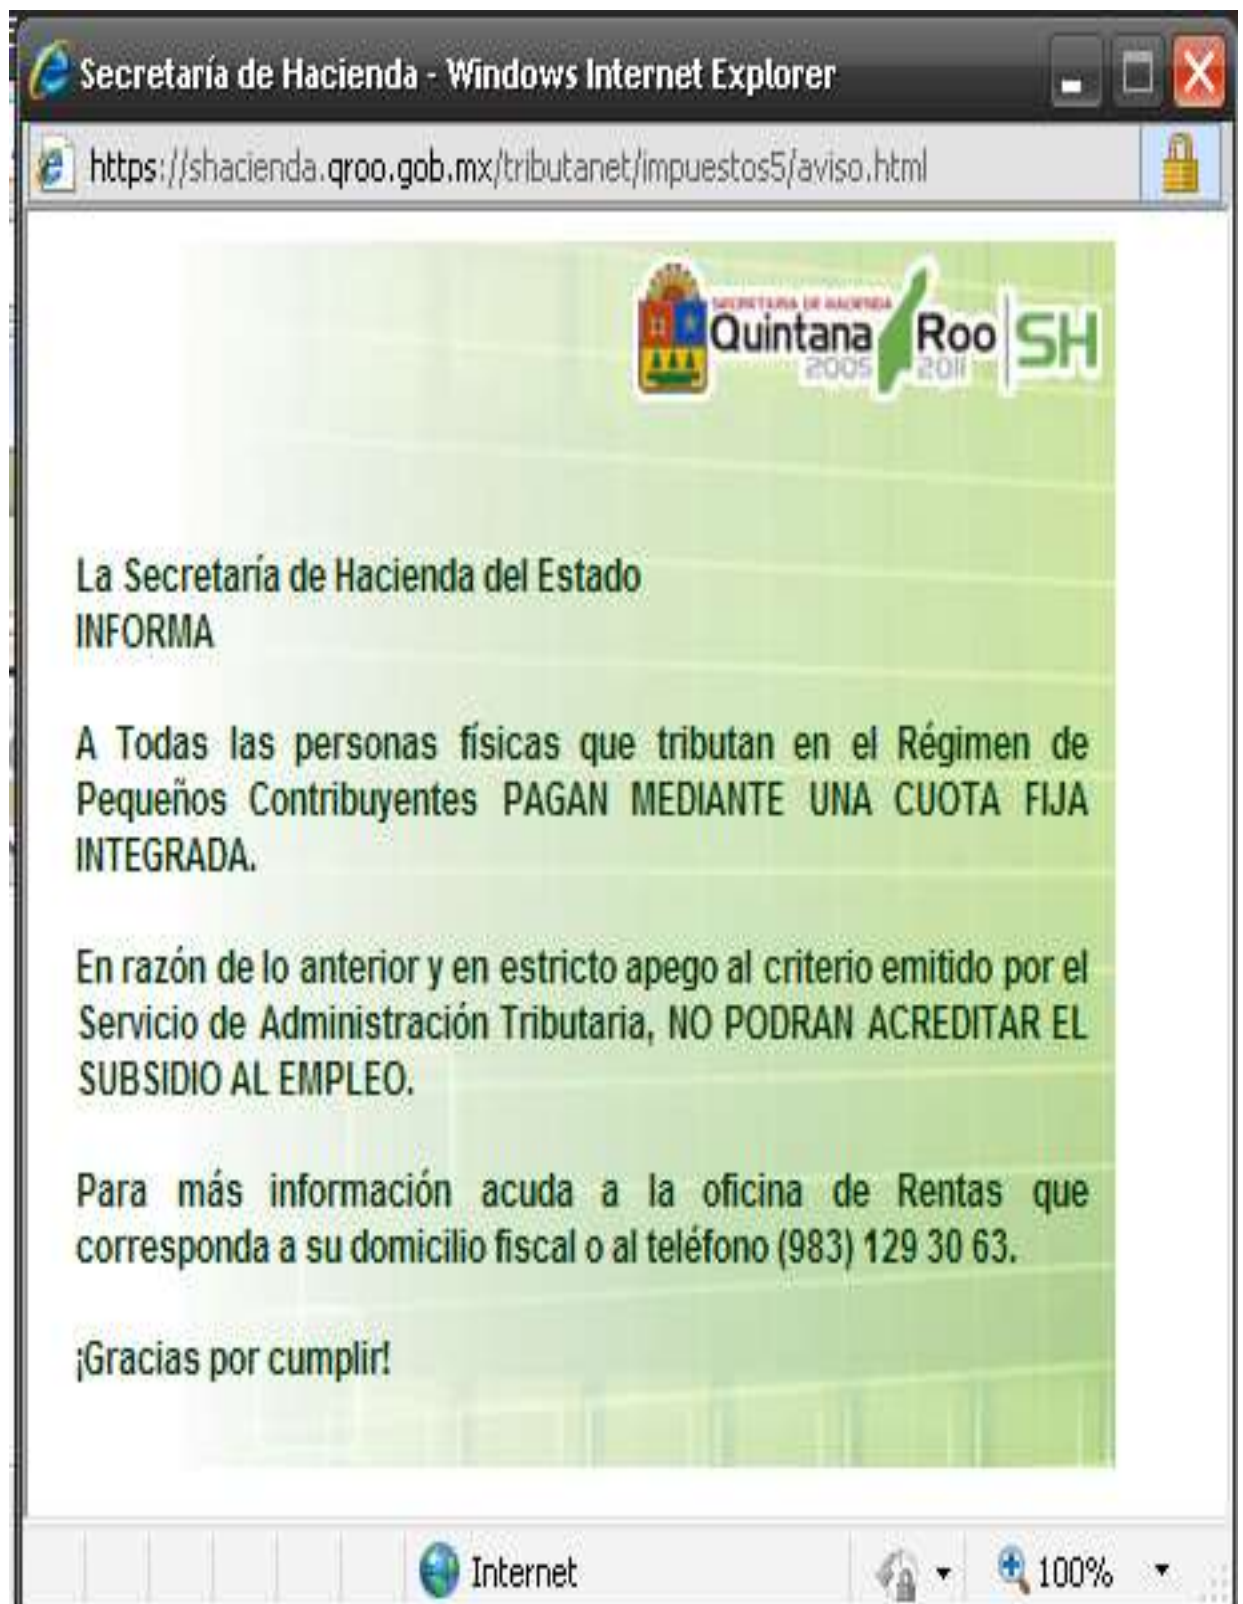 Secretaría de Hacienda - Windows Internet Explorer
https://shacienda.qroo.gob.mx/tributanet/impuestos5/aviso.html
SECRETARIA DE HACIENDA
Quintana Roo SH
2005 2011
La Secretaría de Hacienda del Estado
INFORMA
A Todas las personas físicas que tributan en el Régimen de
Pequeños Contribuyentes PAGAN MEDIANTE UNA CUOTA FIJA
INTEGRADA.
En razón de lo anterior y en estricto apego al criterio emitido por el
Servicio de Administración Tributaria, NO PODRAN ACREDITAR EL
SUBSIDIO AL EMPLEO.
Para más información acuda a la oficina de Rentas que
corresponda a su domicilio fiscal o al teléfono (983) 129 30 63.
¡Gracias por cumplir!
Internet
100%